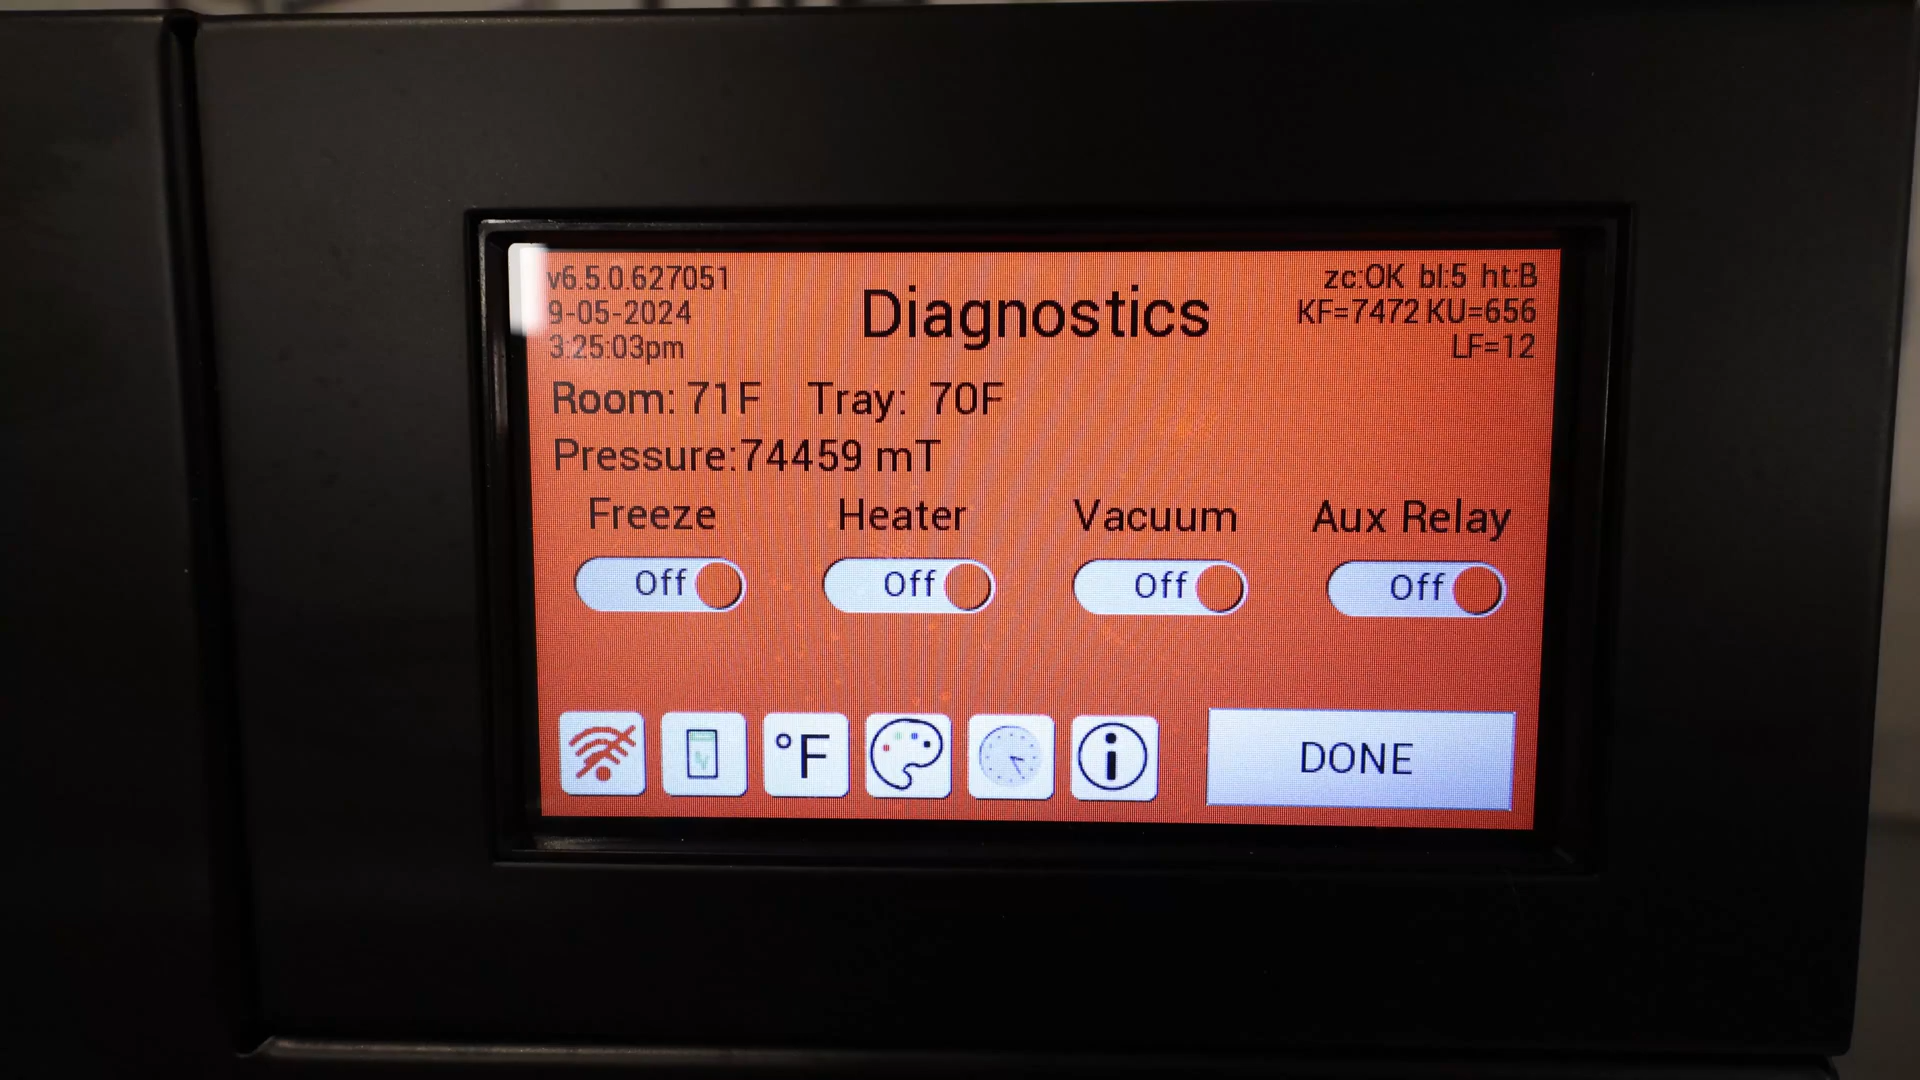 v6.5.0.627051
9-05-2024
3:25:03pm
Diagnostics
zc:OK bl:5 ht:B
KF=7472 KU=656
LF=12
Room: 71F Tray: 70F
Pressure:74459 mT
Freeze Heater Vacuum Aux Relay
Off Off Off Off
°F DONE